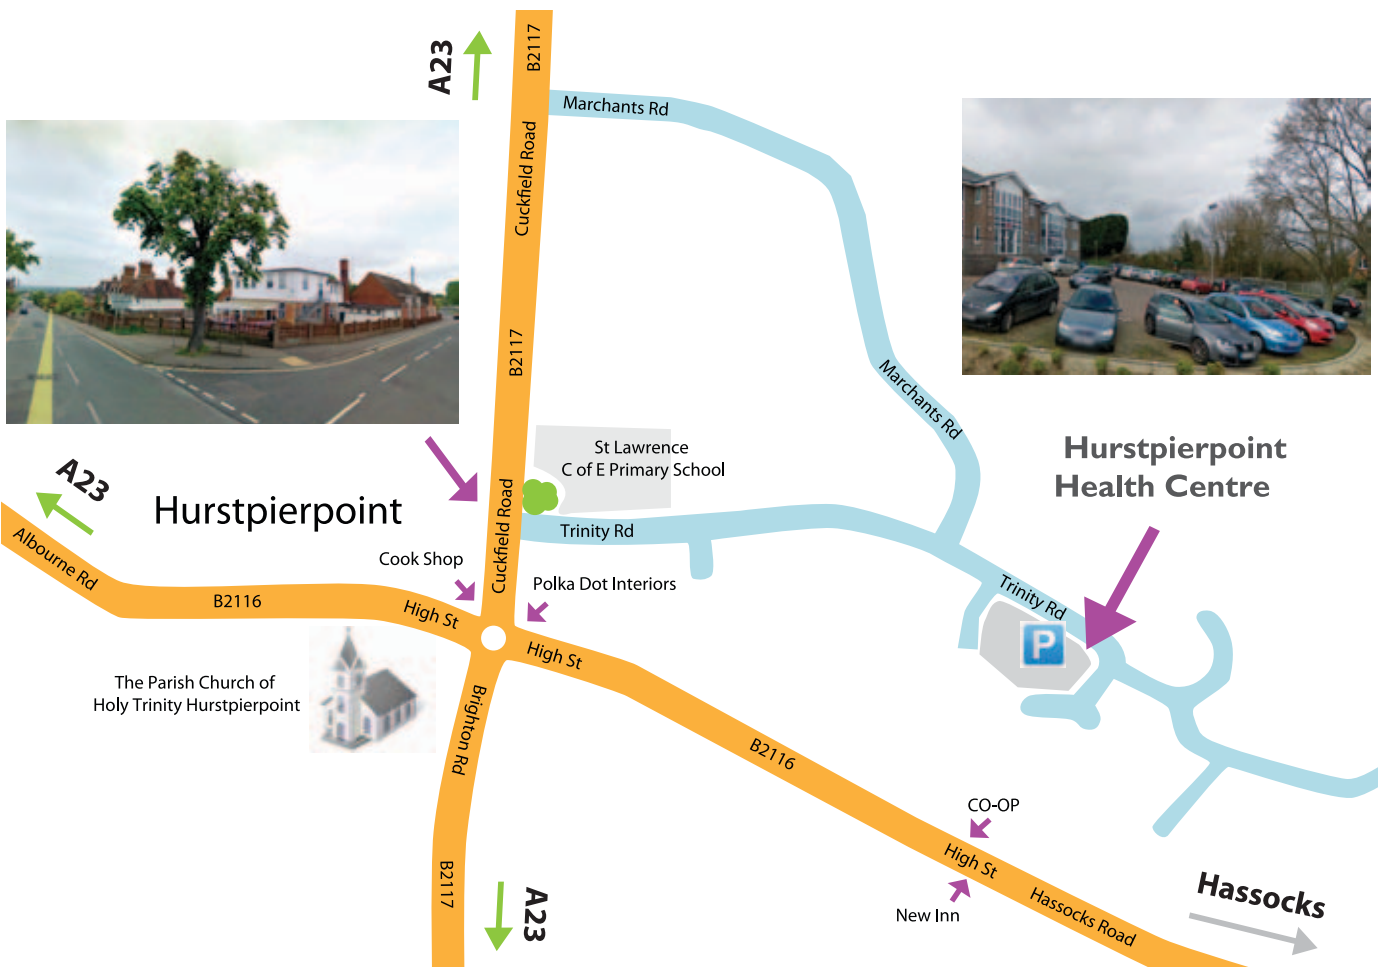 A23
B2117
Marchants Rd
Cuckfield Road
B2117
Marchants Rd
St Lawrence
C of E Primary School
Hurstpierpoint
Health Centre
A23
Hurstpierpoint
Cuckfield Road
Trinity Rd
Albourne Rd
Cook Shop
Polka Dot Interiors
B2116
High St
Trinity Rd
P
High St
The Parish Church of
Holy Trinity Hurstpierpoint
Brighton Rd
B2116
CO-OP
High St
B2117
A23
New Inn
Hassocks Road
Hassocks